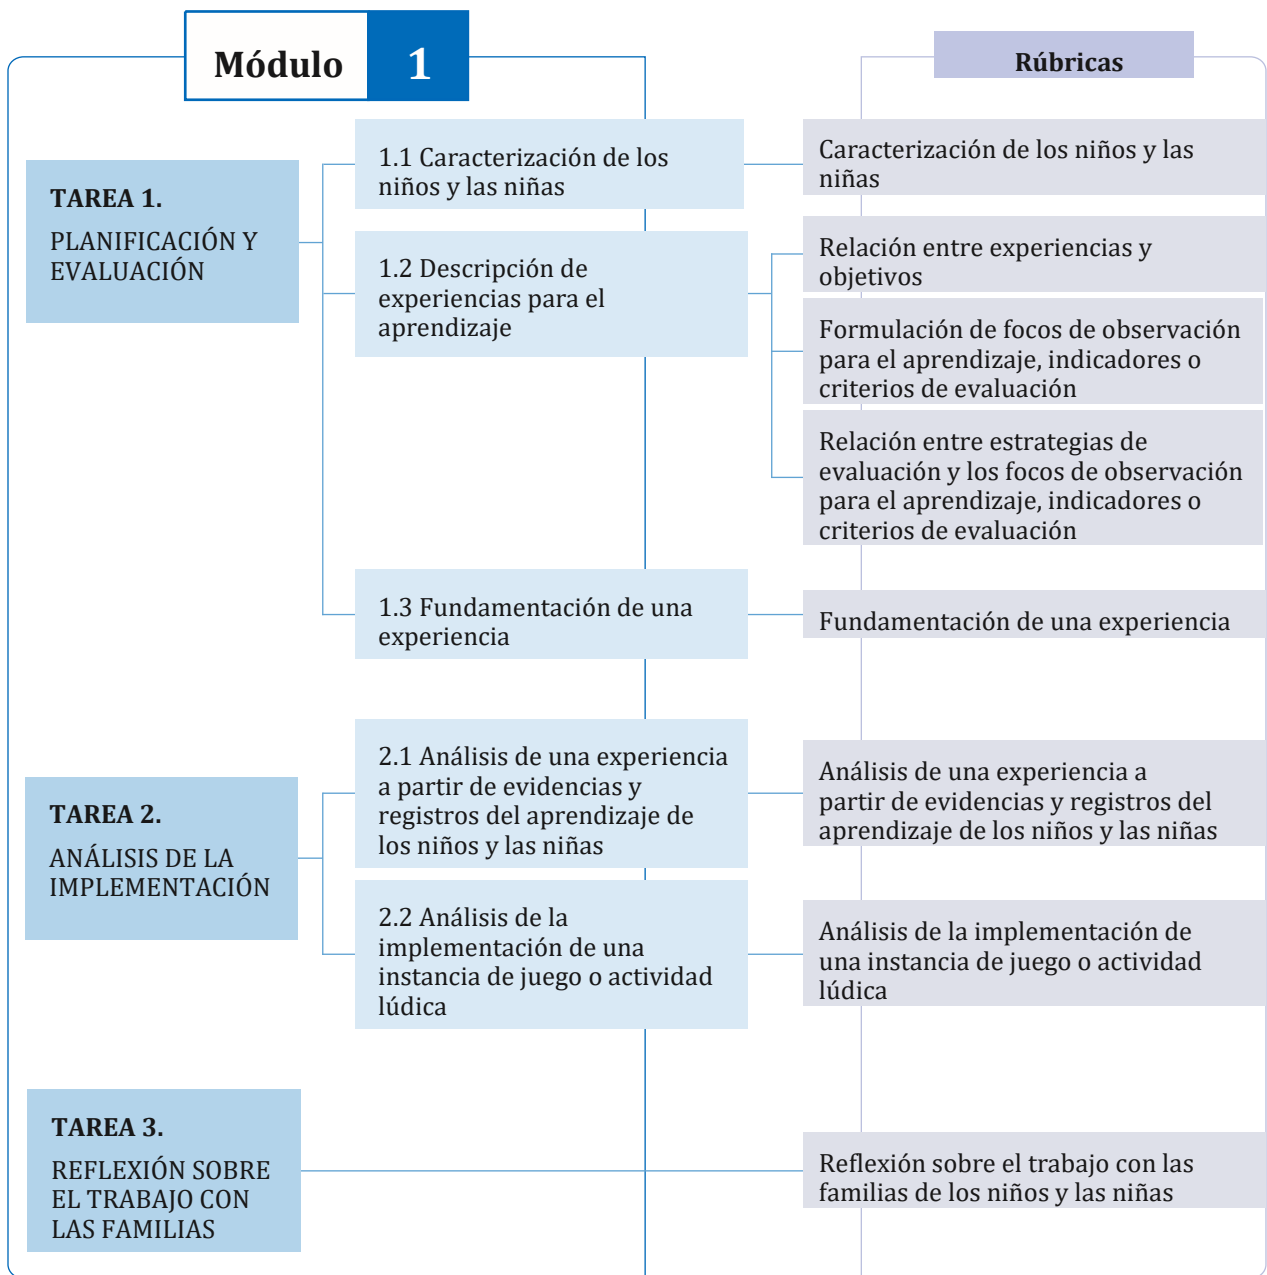 Módulo 1
Rúbricas
TAREA 1.
PLANIFICACIÓN Y
EVALUACIÓN
1.1 Caracterización de los
niños y las niñas
Caracterización de los niños y las
niñas
1.2 Descripción de
experiencias para el
aprendizaje
Relación entre experiencias y
objetivos
Formulación de focos de observación
para el aprendizaje, indicadores o
criterios de evaluación
Relación entre estrategias de
evaluación y los focos de observación
para el aprendizaje, indicadores o
criterios de evaluación
1.3 Fundamentación de una
experiencia
Fundamentación de una experiencia
TAREA 2.
ANÁLISIS DE LA
IMPLEMENTACIÓN
2.1 Análisis de una experiencia
a partir de evidencias y
registros del aprendizaje de
los niños y las niñas
Análisis de una experiencia a
partir de evidencias y registros del
aprendizaje de los niños y las niñas
2.2 Análisis de la
implementación de una
instancia de juego o actividad
lúdica
Análisis de la implementación de
una instancia de juego o actividad
lúdica
TAREA 3.
REFLEXIÓN SOBRE
EL TRABAJO CON
LAS FAMILIAS
Reflexión sobre el trabajo con las
familias de los niños y las niñas